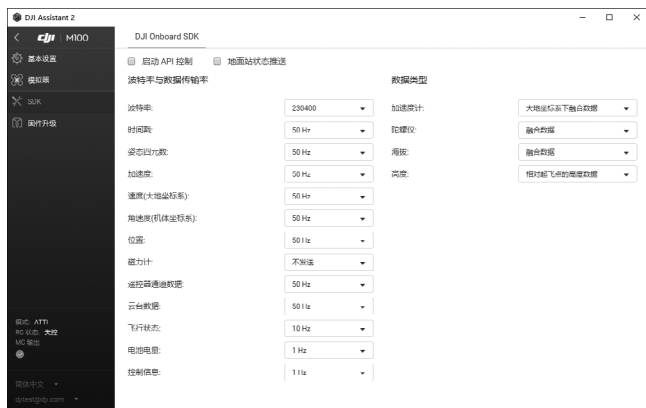 DJI Assistant 2
dji M100
DJI Onboard SDK
基本设置
模拟器
SDK
固件升级
启动 API 控制
地面站状态推送
波特率与数据传输率
数据类型
波特率: 230400
加速度计: 大地坐标系下融合数据
时间戳: 50 Hz
陀螺仪: 融合数据
姿态四元数: 50 Hz
海拔: 融合数据
加速度: 50 Hz
高度: 相对起飞点的高度数据
速度(大地坐标系): 50 Hz
角速度(机体坐标系): 50 Hz
位置: 50 Hz
磁力计: 不发送
遥控器通道数据: 50 Hz
云台数据: 50 Hz
飞行状态: 10 Hz
电池电量: 1 Hz
控制信息: 1 Hz
模式: ATTI
RC 状态: 失控
MC 输出
简体中文